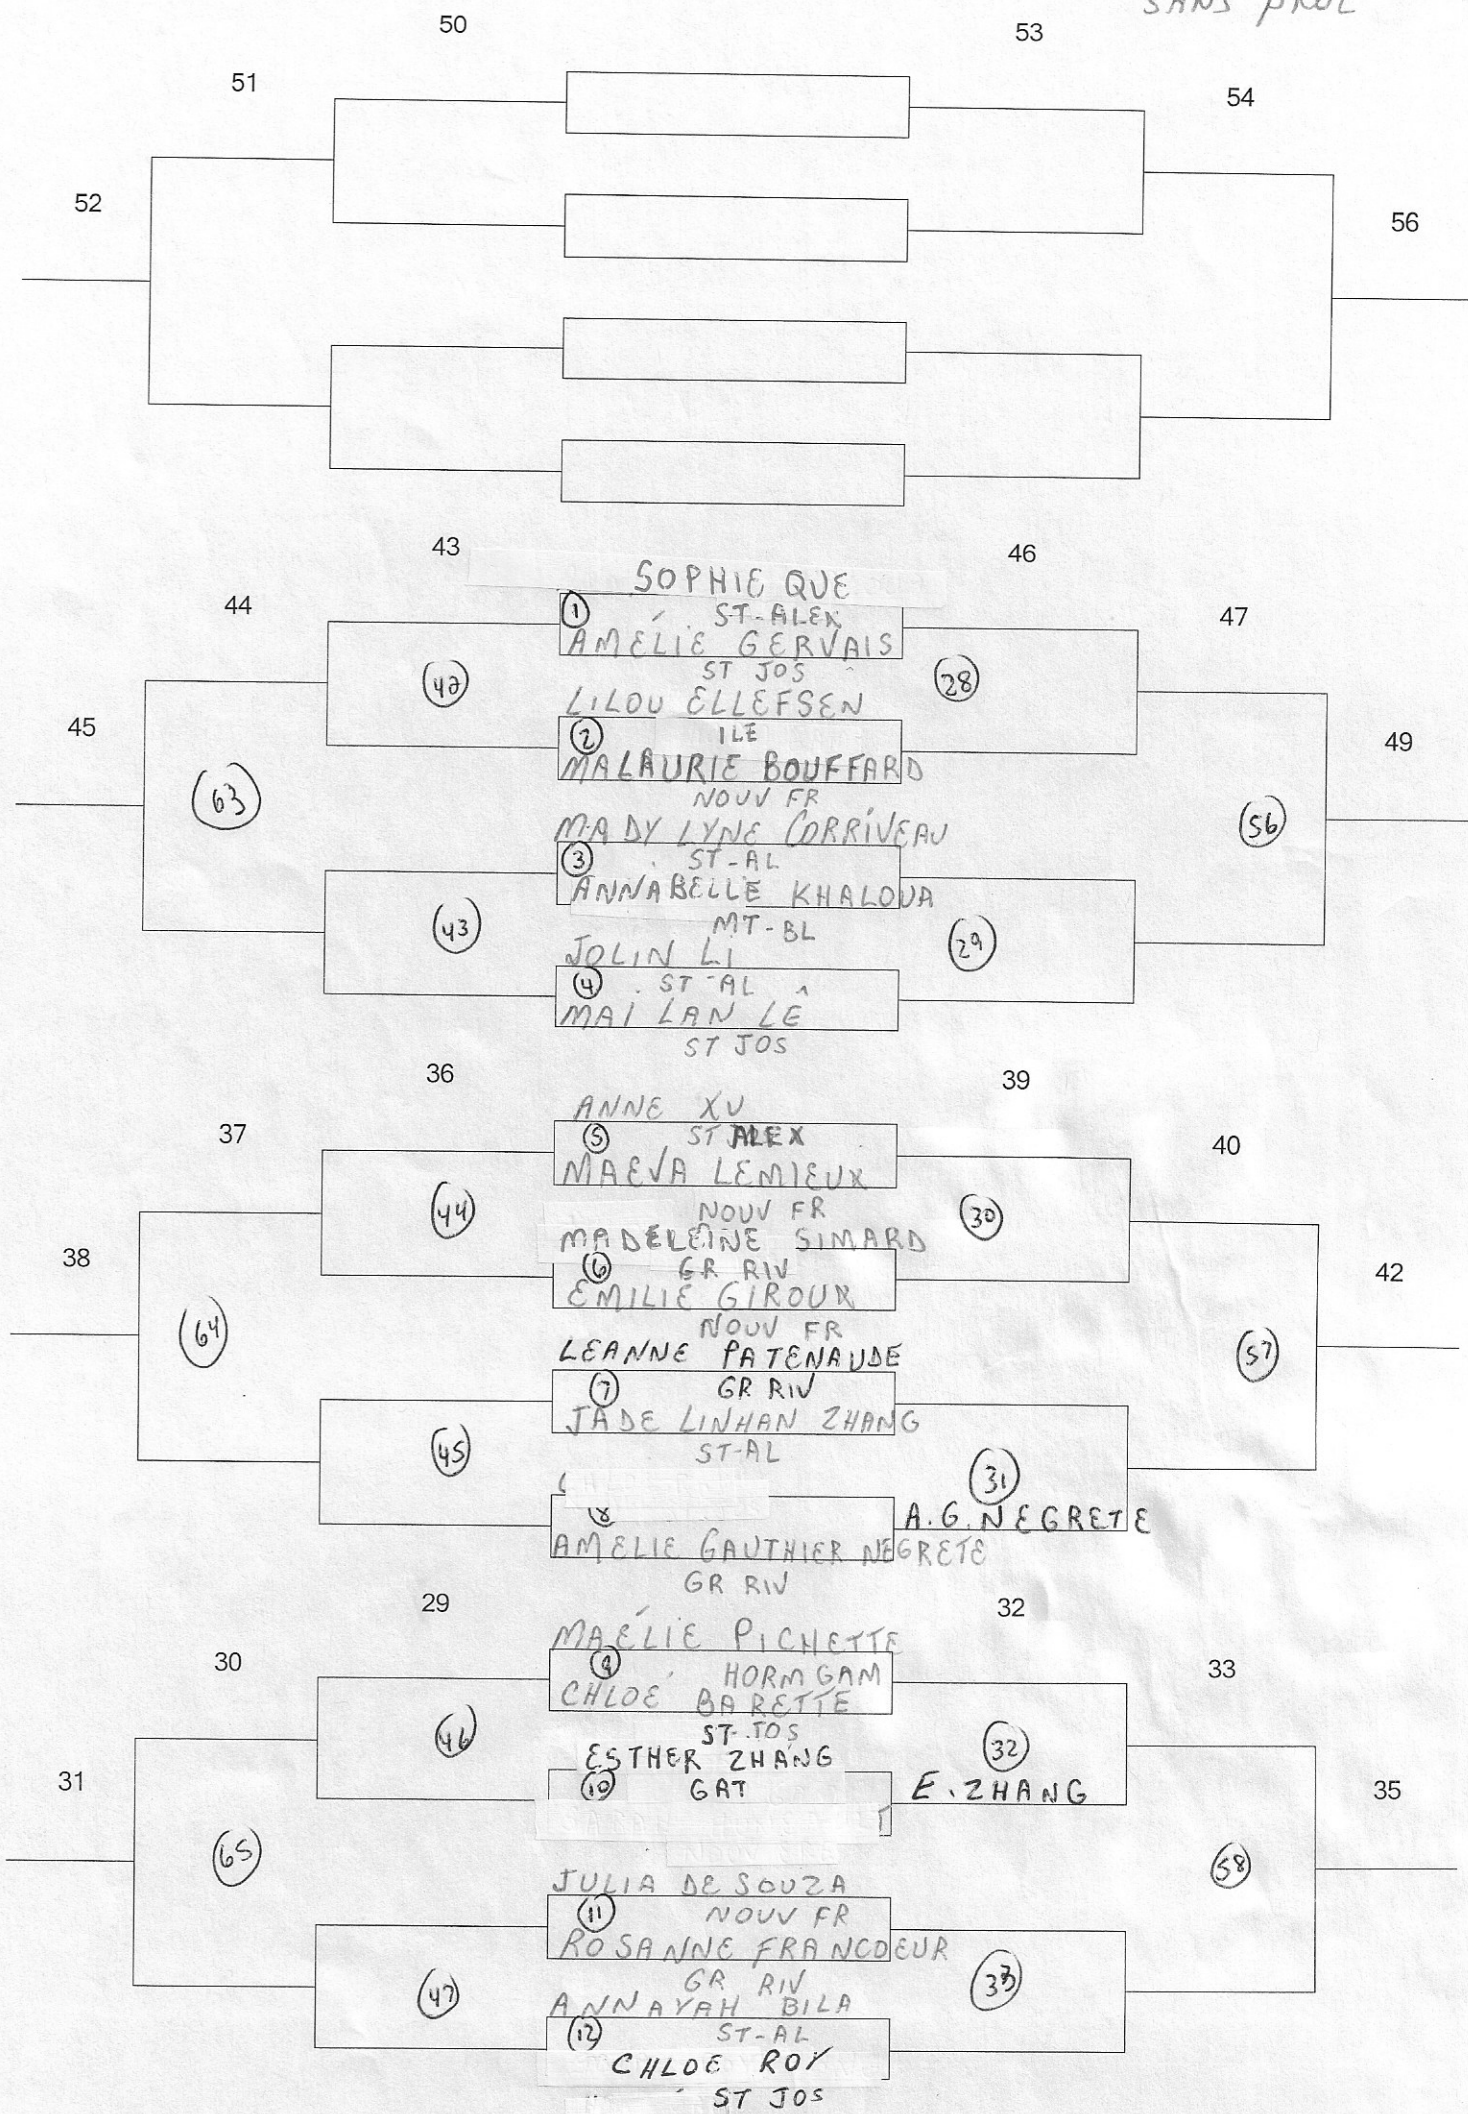 SANS PROL
50
53
51
54
52
56
43
46
SOPHIE QUE
44
① ST-ALEX
47
AMÉLIE GERVAIS
ST JOS
42
28
LILOU ELLEFSEN
45
② ILE
49
MALAURIE BOUFFARD
NOUV FR
63
56
MADY LYNE CORRIVEAU
③ ST-AL
ANNABELLE KHALOUA
MT-BL
43
29
JOLIN LI
④ ST-AL
MAI LAN LÊ
ST JOS
36
39
ANNE XU
37
⑤ ST ALEX
40
MAEVA LEMIEUX
NOUV FR
44
30
MADELEINE SIMARD
38
⑥ GR RIV
42
EMILIE GIROUX
NOUV FR
64
57
LEANNE PATENAUDE
⑦ GR RIV
JADE LINHAN ZHANG
ST-AL
45
31
8
A.G. NEGRETE
AMELIE GAUTHIER NEGRETE
GR RIV
29
32
MAÉLIE PICHETTE
30
⑨ HORM GAM
33
CHLOÉ BARETTE
ST-JOS
46
32
ESTHER ZHANG
31
⑩ GAT
E. ZHANG
35
65
58
JULIA DE SOUZA
⑪ NOUV FR
ROSANNE FRANCOEUR
GR RIV
47
33
ANNAYAH BILA
⑫ ST-AL
CHLOE ROY
ST JOS